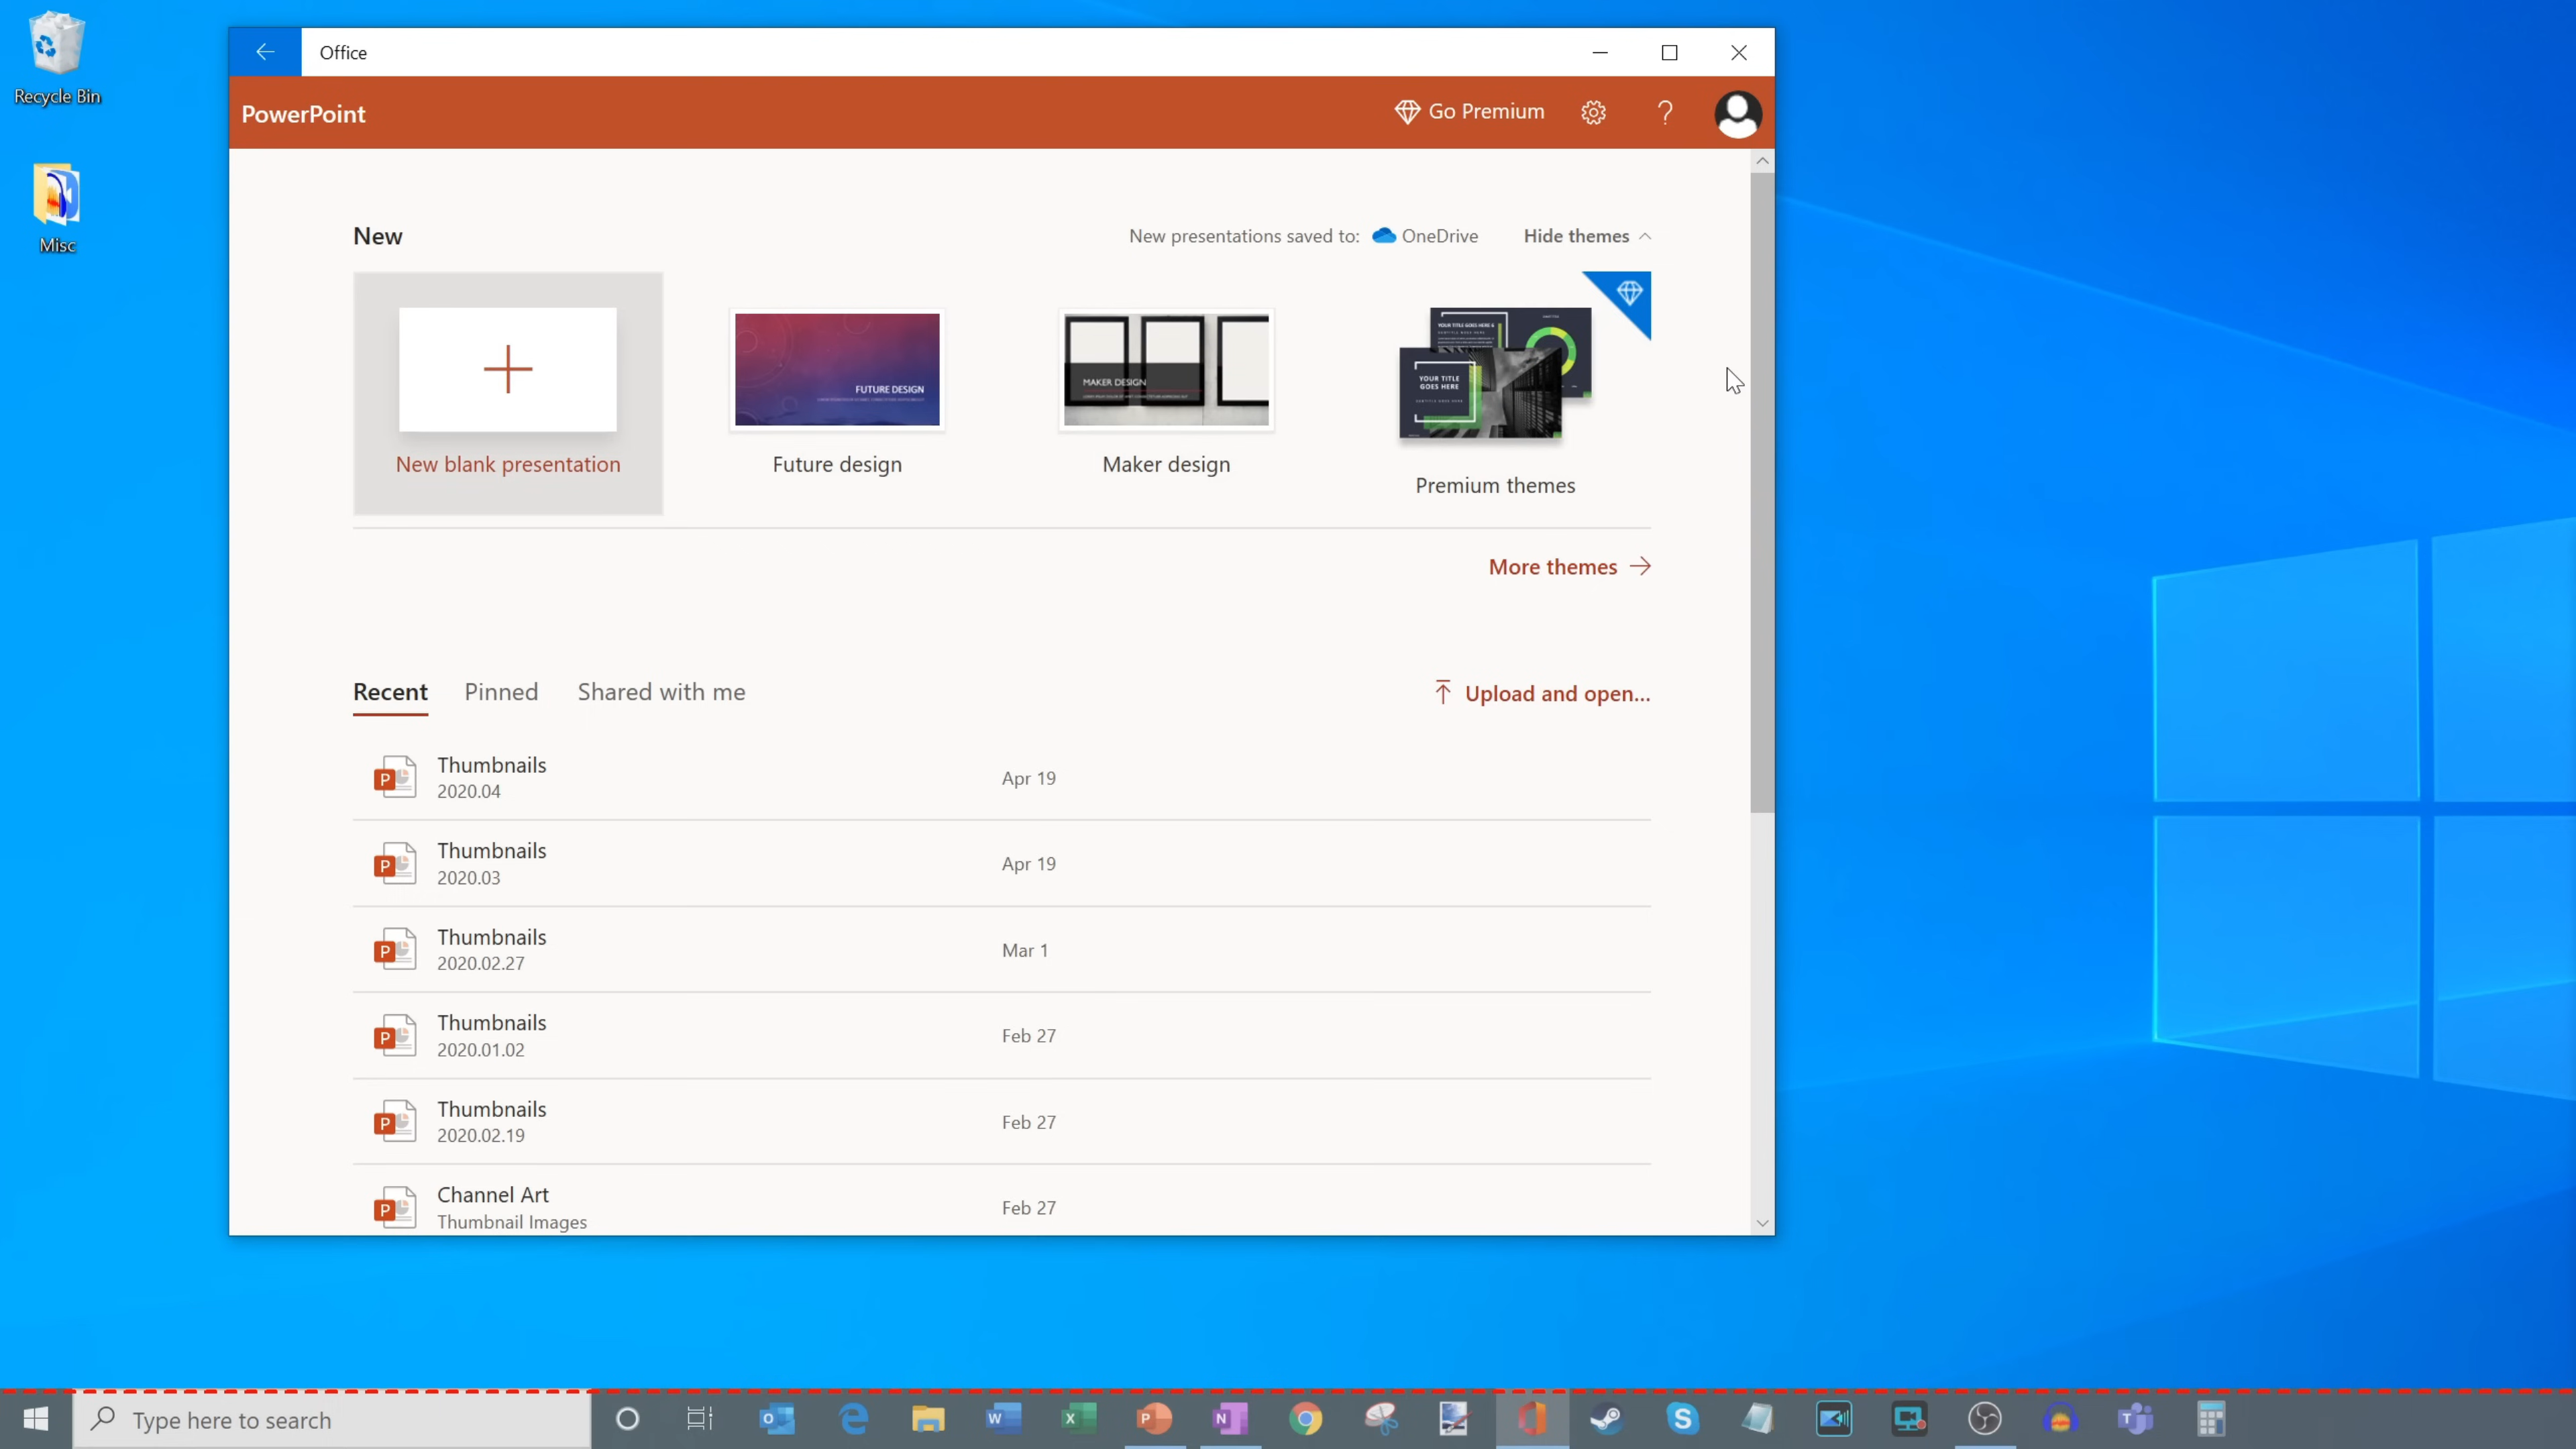 Recycle Bin
Misc
Office
PowerPoint
Go Premium
New
New presentations saved to: OneDrive
Hide themes
FUTURE DESIGN
MAKER DESIGN
YOUR TITLE GOES HERE
YOUR TITLE
GOES HERE
New blank presentation
Future design
Maker design
Premium themes
More themes
Recent
Pinned
Shared with me
Upload and open...
Thumbnails
2020.04
Apr 19
Thumbnails
2020.03
Apr 19
Thumbnails
2020.02.27
Mar 1
Thumbnails
2020.01.02
Feb 27
Thumbnails
2020.02.19
Feb 27
Channel Art
Thumbnail Images
Feb 27
Type here to search